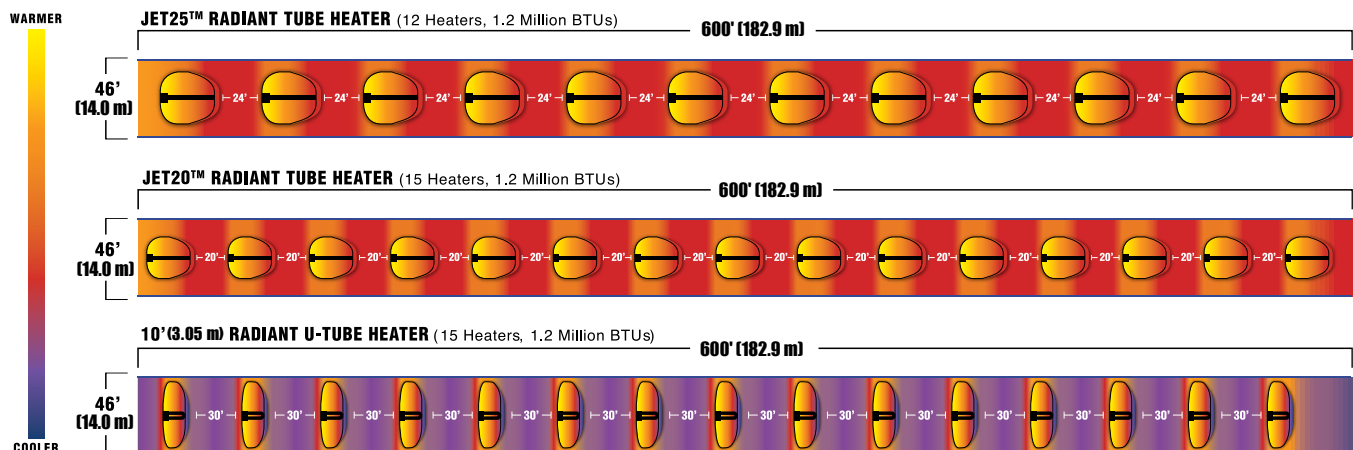 WARMER
JET25™ RADIANT TUBE HEATER (12 Heaters, 1.2 Million BTUs)
600' (182.9 m)
46'
(14.0 m)
24' 24' 24' 24' 24' 24' 24' 24' 24' 24' 24'
JET20™ RADIANT TUBE HEATER (15 Heaters, 1.2 Million BTUs)
600' (182.9 m)
46'
(14.0 m)
20' 20' 20' 20' 20' 20' 20' 20' 20' 20' 20' 20' 20' 20'
10' (3.05 m) RADIANT U-TUBE HEATER (15 Heaters, 1.2 Million BTUs)
600' (182.9 m)
46'
(14.0 m)
30' 30' 30' 30' 30' 30' 30' 30' 30' 30' 30' 30' 30' 30'
COOLER